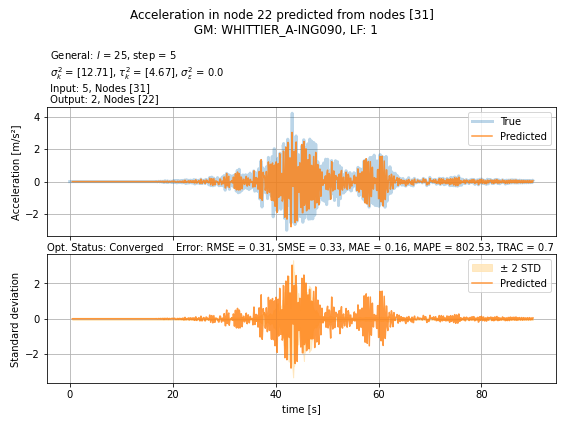 Acceleration in node 22 predicted from nodes [31]
GM: WHITTIER_A-ING090, LF: 1
General: l = 25, step = 5
σ²ₖ = [12.71], τ²ₖ = [4.67], σ²ε = 0.0
Input: 5, Nodes [31]
Output: 2, Nodes [22]
Acceleration [m/s²]
4
2
0
−2
True
Predicted
Opt. Status: Converged Error: RMSE = 0.31, SMSE = 0.33, MAE = 0.16, MAPE = 802.53, TRAC = 0.7
Standard deviation
2
0
−2
± 2 STD
Predicted
0 20 40 60 80
time [s]